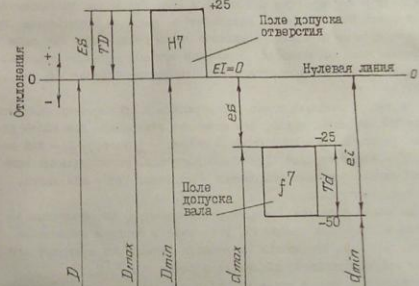 +25
ES
TD
H7
Поле допуска
отверстия
Отклонения
+
-
0
EI=0
Нулевая линия
0
es
-25
ei
Поле
допуска
вала
f7
Td
-50
D
Dmax
Dmin
dmax
dmin